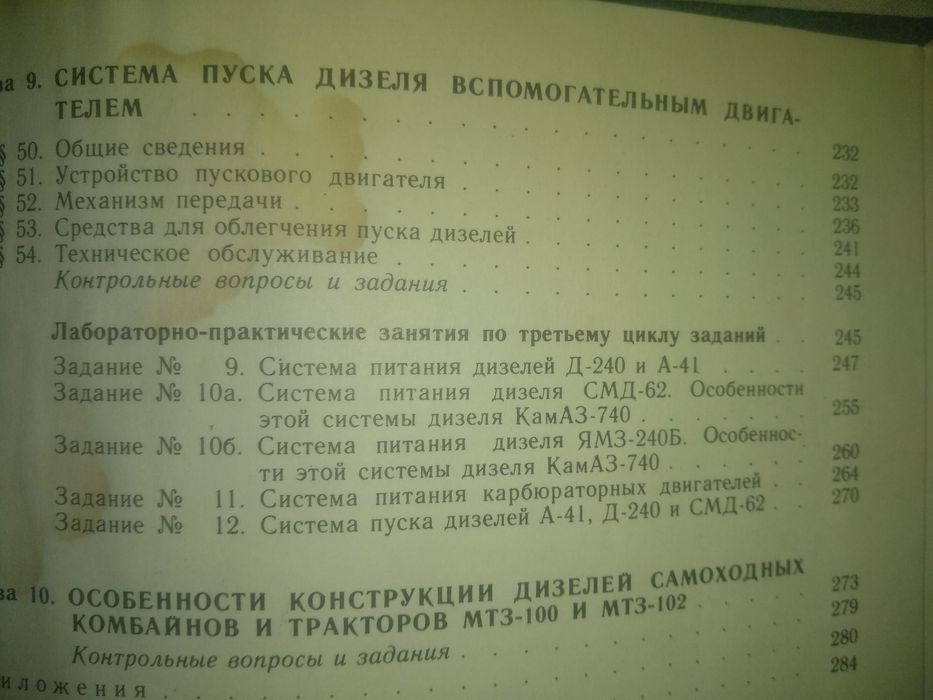 ва 9. СИСТЕМА ПУСКА ДИЗЕЛЯ ВСПОМОГАТЕЛЬНЫМ ДВИГА-
ТЕЛЕМ . . . . . . . . . . . . . . . . 232
§ 50. Общие сведения . . . . . . . . . . . . . 232
§ 51. Устройство пускового двигателя . . . . . . . . 233
§ 52. Механизм передачи . . . . . . . . . . . . 236
§ 53. Средства для облегчения пуска дизелей . . . . . . 241
§ 54. Техническое обслуживание . . . . . . . . . . 244
Контрольные вопросы и задания . . . . . . . . 245
Лабораторно-практические занятия по третьему циклу заданий . . 245
Задание № 9. Система питания дизелей Д-240 и А-41 . . . . 247
Задание № 10а. Система питания дизеля СМД-62. Особенности
этой системы дизеля КамАЗ-740 . . . . . . 255
Задание № 10б. Система питания дизеля ЯМЗ-240Б. Особеннос-
ти этой системы дизеля КамАЗ-740 . . . . . 260
Задание № 11. Система питания карбюраторных двигателей . . 264
Задание № 12. Система пуска дизелей А-41, Д-240 и СМД-62 . . 270
ва 10. ОСОБЕННОСТИ КОНСТРУКЦИИ ДИЗЕЛЕЙ САМОХОДНЫХ
КОМБАЙНОВ И ТРАКТОРОВ МТЗ-100 И МТЗ-102 . . . . 273
Контрольные вопросы и задания . . . . . . . . 279
иложения . . . . . . . . . . . . . . . 280
284